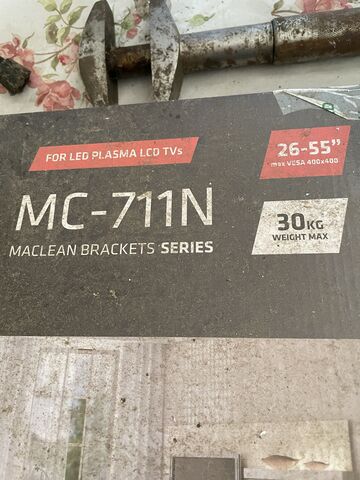 FOR LED PLASMA LCD TVs
26-55”
max VESA 400x400
MC-711N
30KG
WEIGHT MAX
MACLEAN BRACKETS SERIES